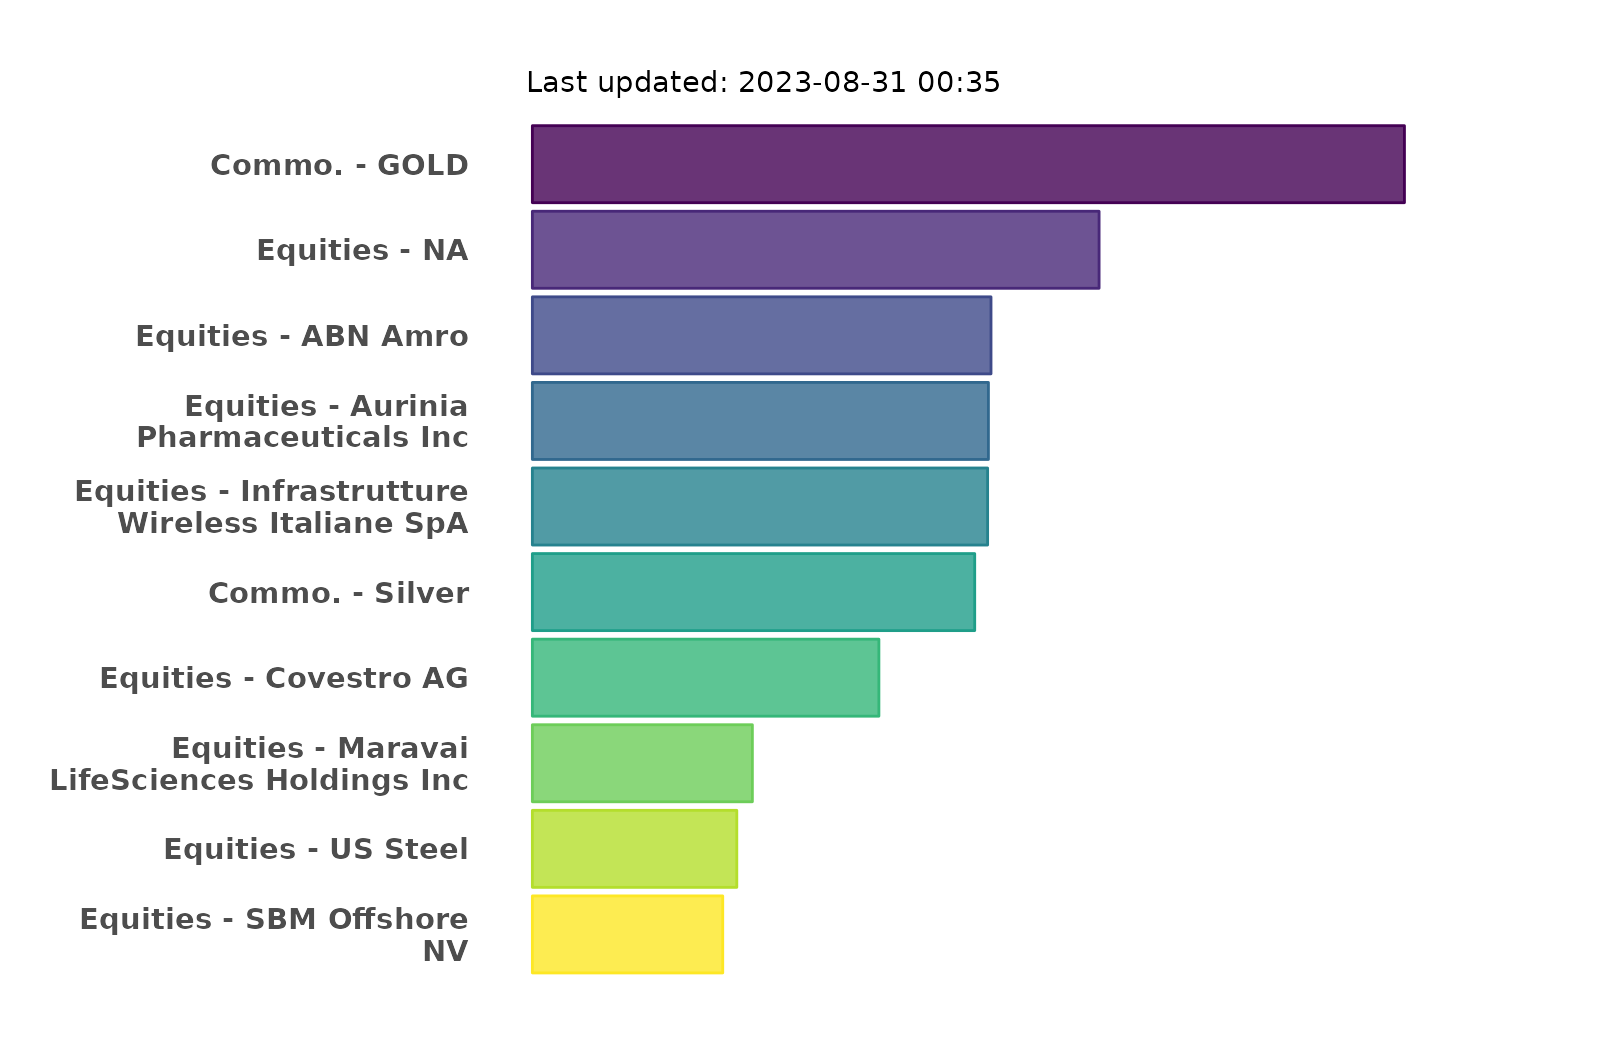 Last updated: 2023-08-31 00:35
Commo. - GOLD
Equities - NA
Equities - ABN Amro
Equities - Aurinia
Pharmaceuticals Inc
Equities - Infrastrutture
Wireless Italiane SpA
Commo. - Silver
Equities - Covestro AG
Equities - Maravai
LifeSciences Holdings Inc
Equities - US Steel
Equities - SBM Offshore
NV